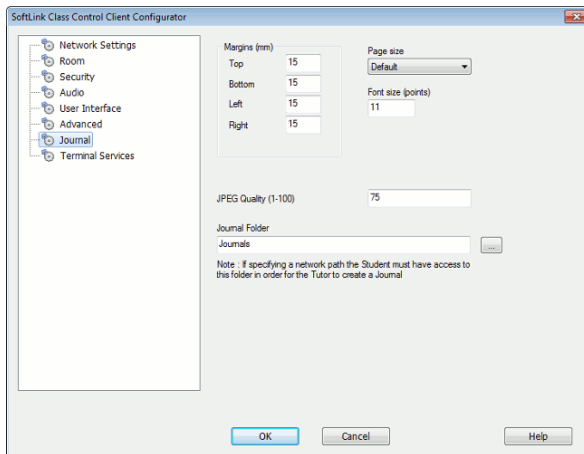 SoftLink Class Control Client Configurator
Network Settings
Room
Security
Audio
User Interface
Advanced
Journal
Terminal Services
Margins (mm)
Top 15
Bottom 15
Left 15
Right 15
Page size
Default
Font size (points)
11
JPEG Quality (1-100) 75
Journal Folder
Journals
...
Note : If specifying a network path the Student must have access to
this folder in order for the Tutor to create a Journal
OK Cancel Help